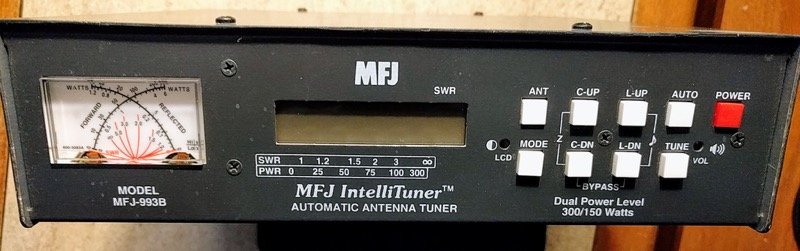 MFJ
SWR
ANT C-UP L-UP AUTO POWER
WATTS WATTS
FORWARD REFLECTED
MODE C-DN L-DN TUNE
Z
LCD
VOL
BYPASS
SWR 1 1.2 1.5 2 3 ∞
PWR 0 25 50 75 100 300
MODEL
MFJ-993B
MFJ IntelliTuner™
AUTOMATIC ANTENNA TUNER
Dual Power Level
300/150 Watts